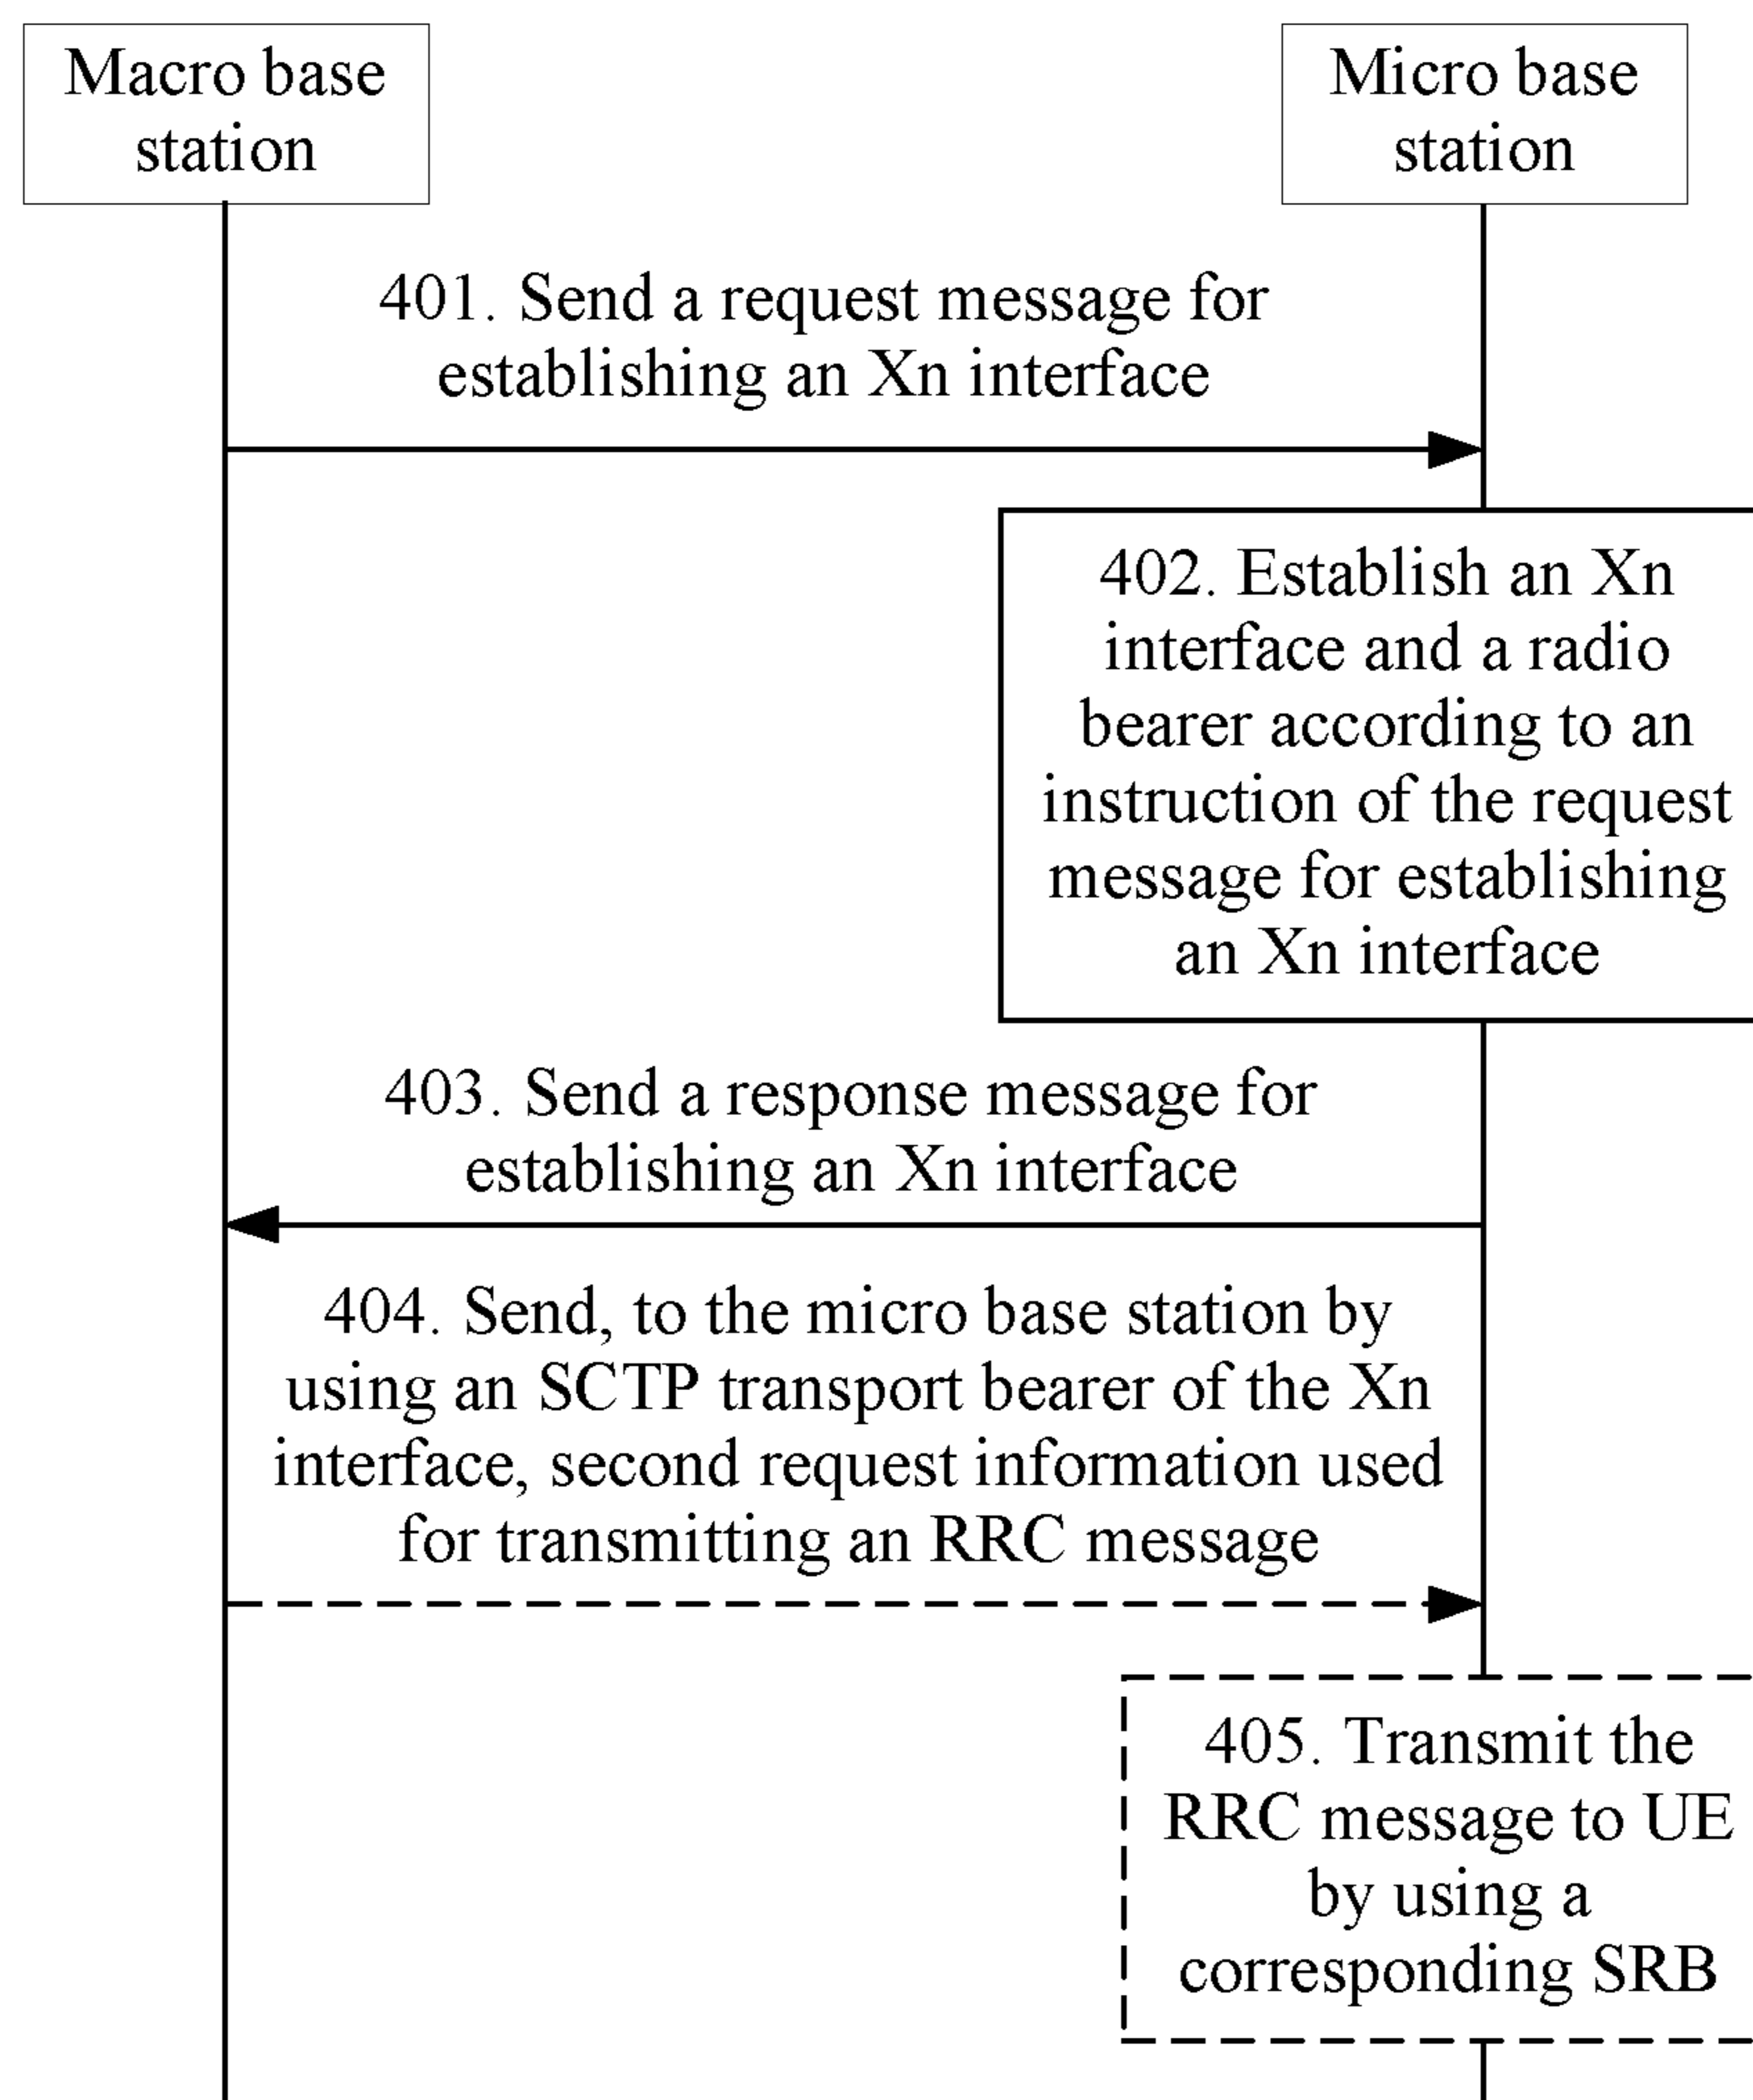 Macro base
station
Micro base
station
401. Send a request message for
establishing an Xn interface
402. Establish an Xn
interface and a radio
bearer according to an
instruction of the request
message for establishing
an Xn interface
403. Send a response message for
establishing an Xn interface
404. Send, to the micro base station by
using an SCTP transport bearer of the Xn
interface, second request information used
for transmitting an RRC message
405. Transmit the
RRC message to UE
by using a
corresponding SRB